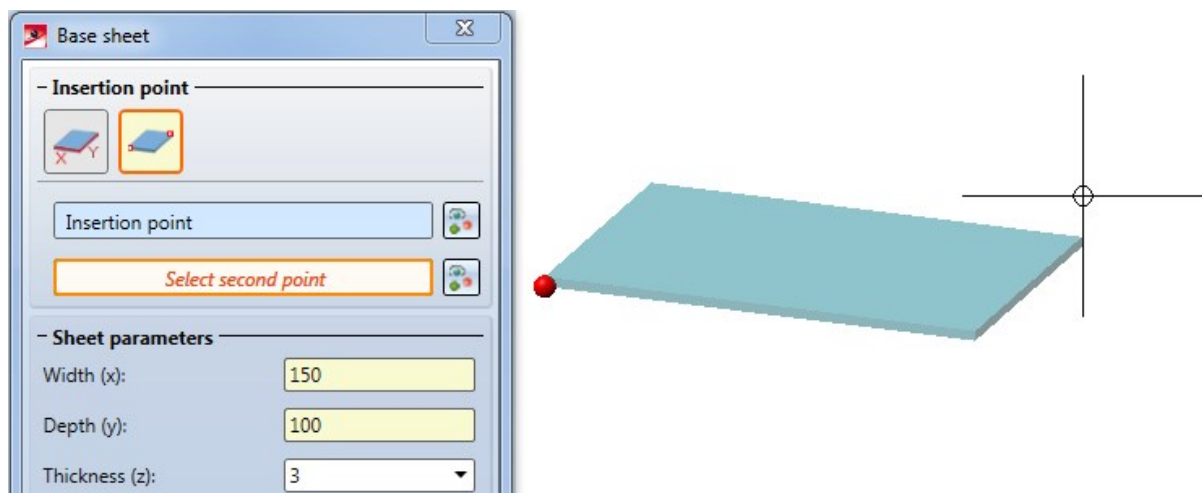 Base sheet
Insertion point
X Y
Insertion point
Select second point
Sheet parameters
Width (x): 150
Depth (y): 100
Thickness (z): 3